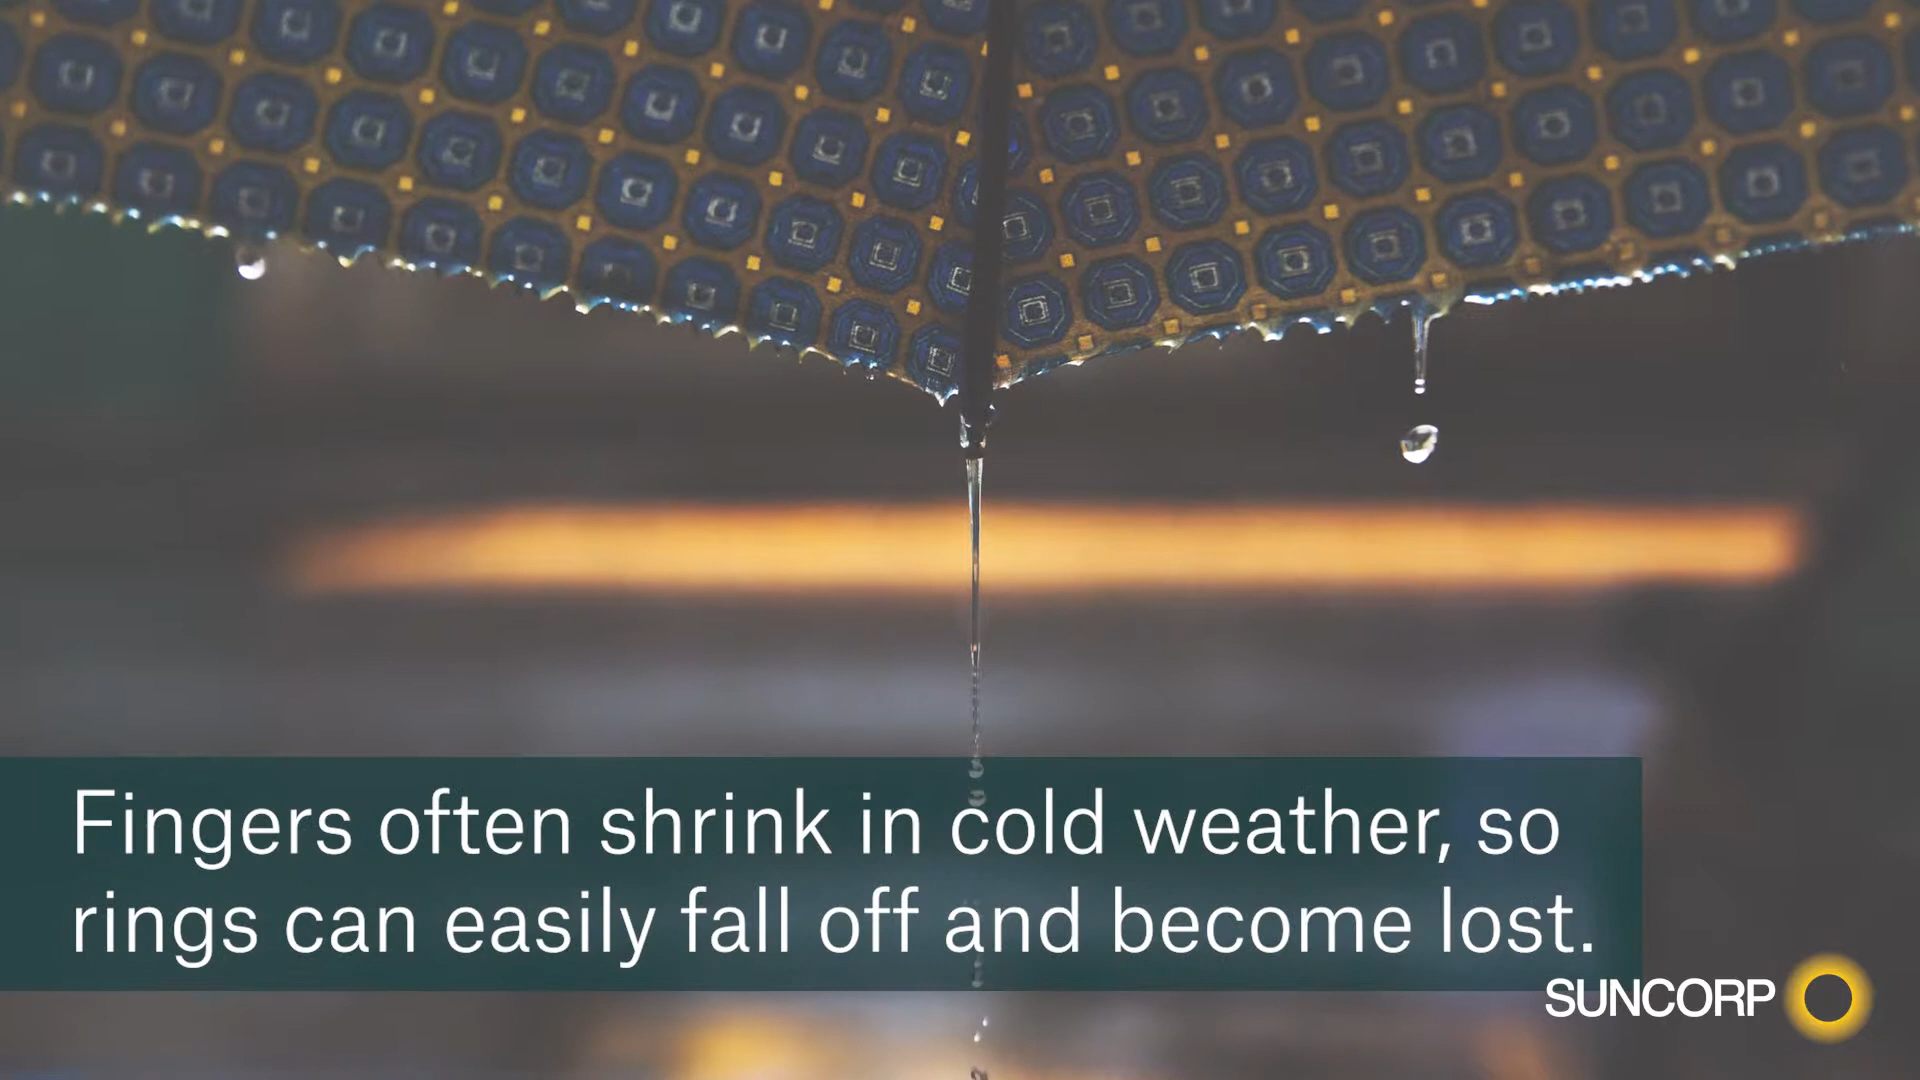 Fingers often shrink in cold weather, so
rings can easily fall off and become lost.
SUNCORP